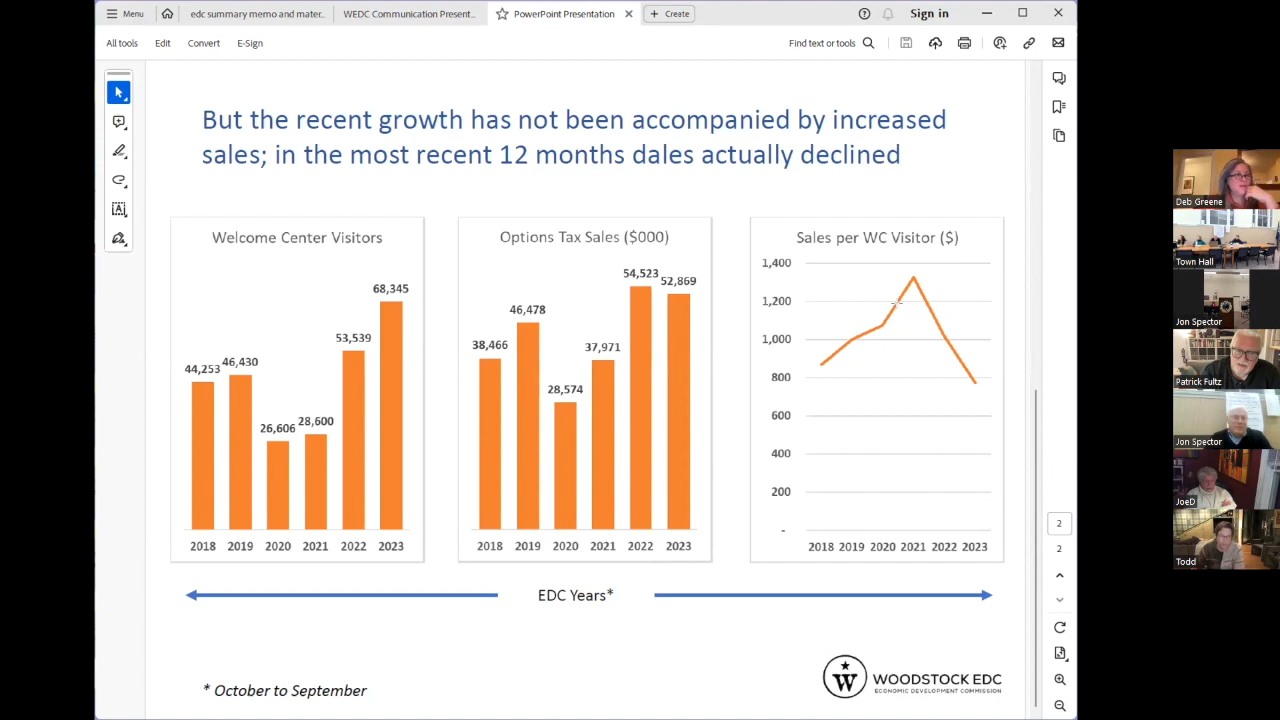 Menu
edc summary memo and mater...
WEDC Communication Present...
PowerPoint Presentation
Create
Sign in
All tools
Edit
Convert
E-Sign
Find text or tools
But the recent growth has not been accompanied by increased
sales; in the most recent 12 months dales actually declined
Welcome Center Visitors
44,253
46,430
26,606
28,600
53,539
68,345
2018 2019 2020 2021 2022 2023
Options Tax Sales ($000)
38,466
46,478
28,574
37,971
54,523
52,869
2018 2019 2020 2021 2022 2023
Sales per WC Visitor ($)
1,400
1,200
1,000
800
600
400
200
-
2018 2019 2020 2021 2022 2023
EDC Years*
* October to September
W
WOODSTOCK EDC
ECONOMIC DEVELOPMENT COMMISSION
2
2
Deb Greene
Town Hall
Jon Spector
Patrick Fultz
Jon Spector
JoeD
Todd